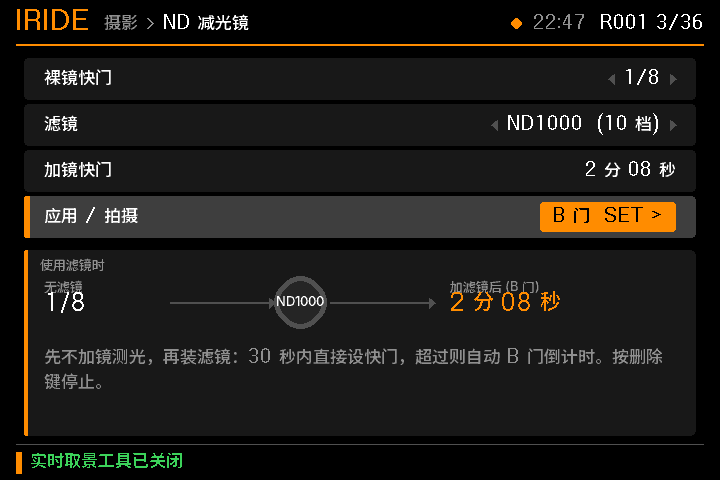 IRIDE 摄影 > ND 减光镜 ◆ 22:47 R001 3/36
裸镜快门 1/8
滤镜 ND1000 (10 档)
加镜快门 2 分 08 秒
应用 / 拍摄 B 门 SET >
使用滤镜时
无滤镜 加滤镜后 (B 门)
1/8 ND1000 2 分 08 秒
先不加镜测光，再装滤镜：30 秒内直接设快门，超过则自动 B 门倒计时。按删除
键停止。
实时取景工具已关闭